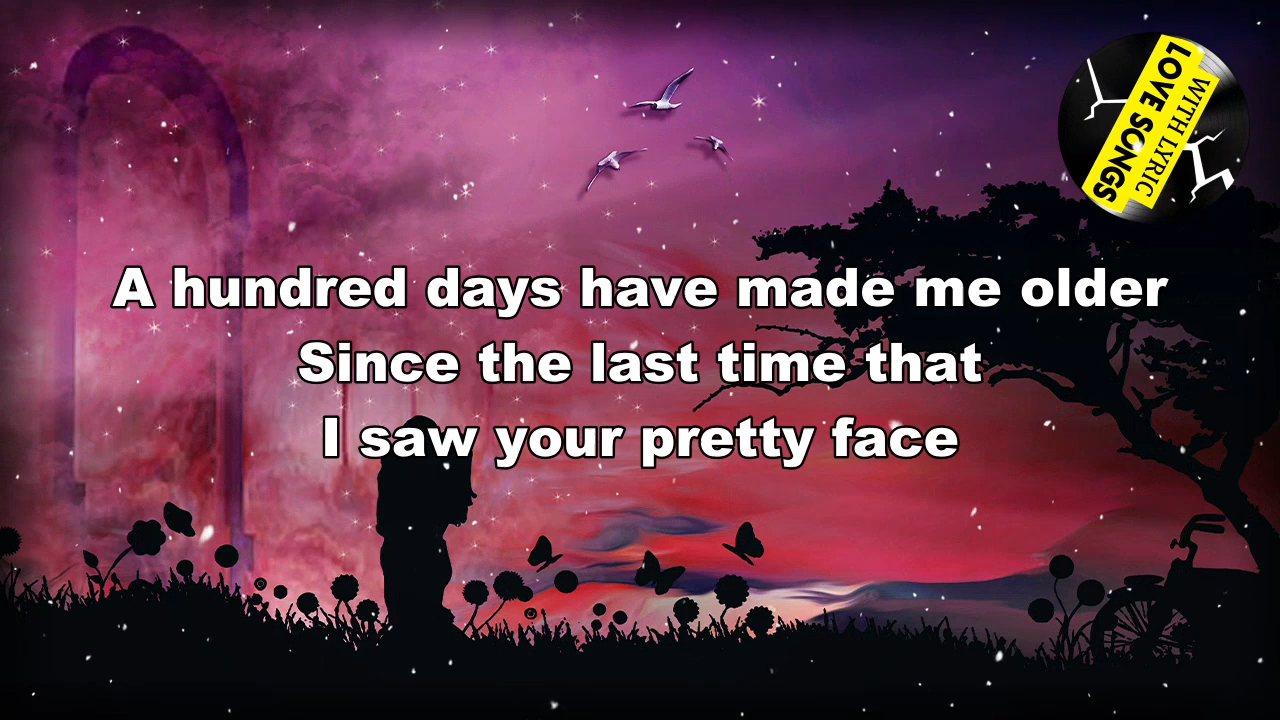 LOVE SONGS
WITH LYRIC
A hundred days have made me older
Since the last time that
I saw your pretty face